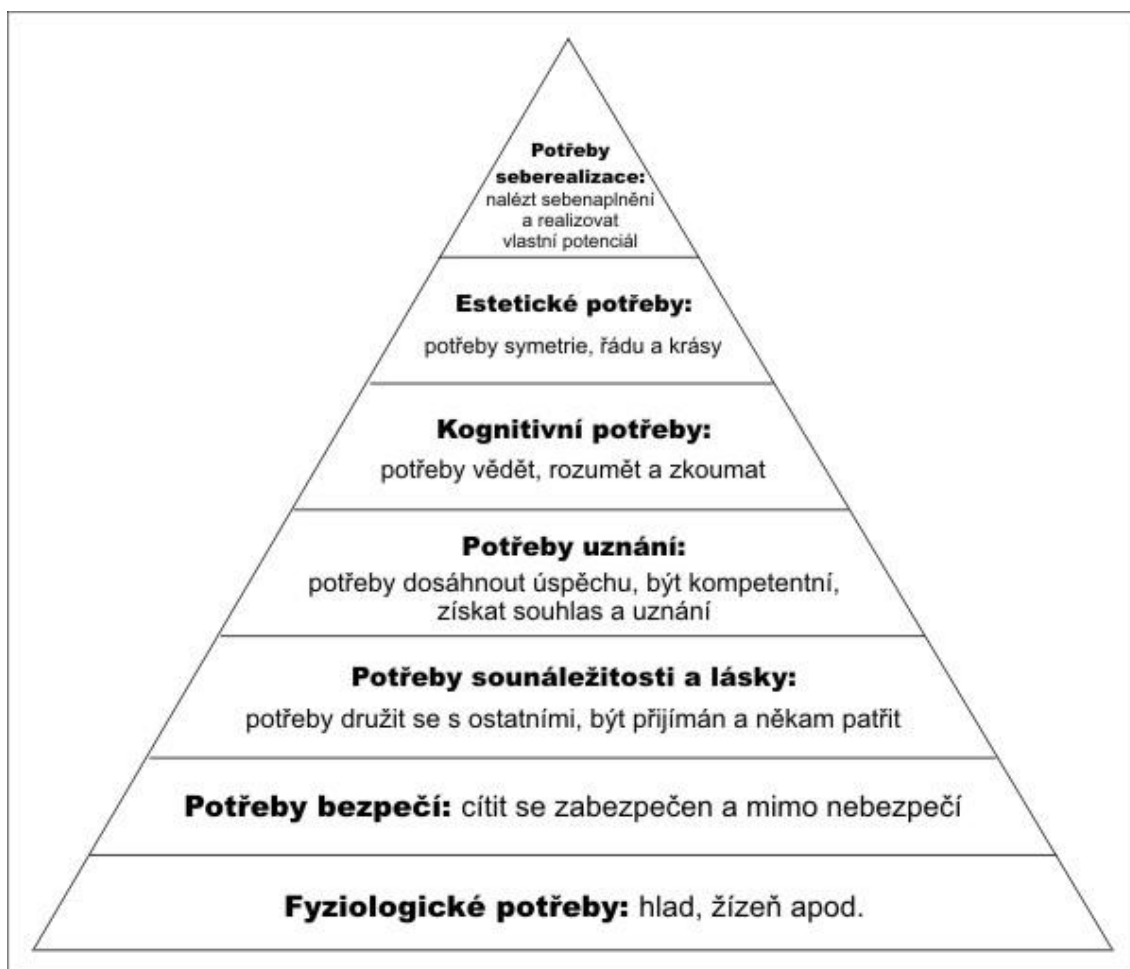 Potřeby
seberealizace:
nalézt sebenaplnění
a realizovat
vlastní potenciál
Estetické potřeby:
potřeby symetrie, řádu a krásy
Kognitivní potřeby:
potřeby vědět, rozumět a zkoumat
Potřeby uznání:
potřeby dosáhnout úspěchu, být kompetentní,
získat souhlas a uznání
Potřeby sounáležitosti a lásky:
potřeby družit se s ostatními, být přijímán a někam patřit
Potřeby bezpečí: cítit se zabezpečen a mimo nebezpečí
Fyziologické potřeby: hlad, žízeň apod.